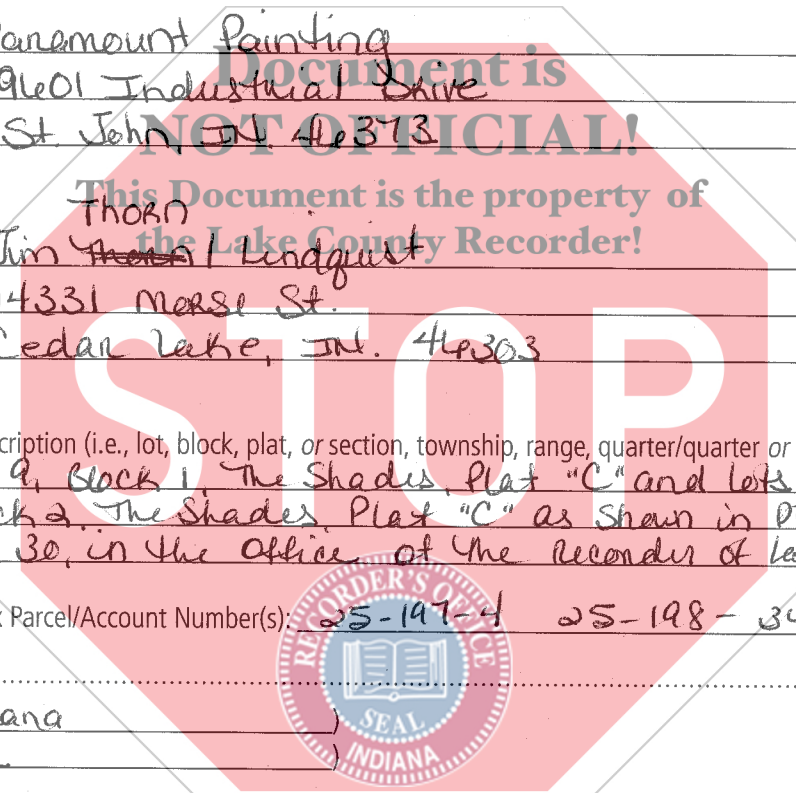 Paramount Painting
9601 Industrial Drive
St. John, IN. 46373
Document is
NOT OFFICIAL!
This Document is the property of
the Lake County Recorder!
THORN
Jim Lindquist
14331 Morse St.
Cedar Lake, IN. 46303
STOP
cription (i.e., lot, block, plat, or section, township, range, quarter/quarter or
9, Block 1, The Shades, Plat "C" and lots
ck 2, The Shades, Plat "C" as shown in P
30, in the Office of the Recorder of La
x Parcel/Account Number(s): 25-197-4 25-198-34
iana )
. )
RECORDER'S OFFICE
SEAL
INDIANA